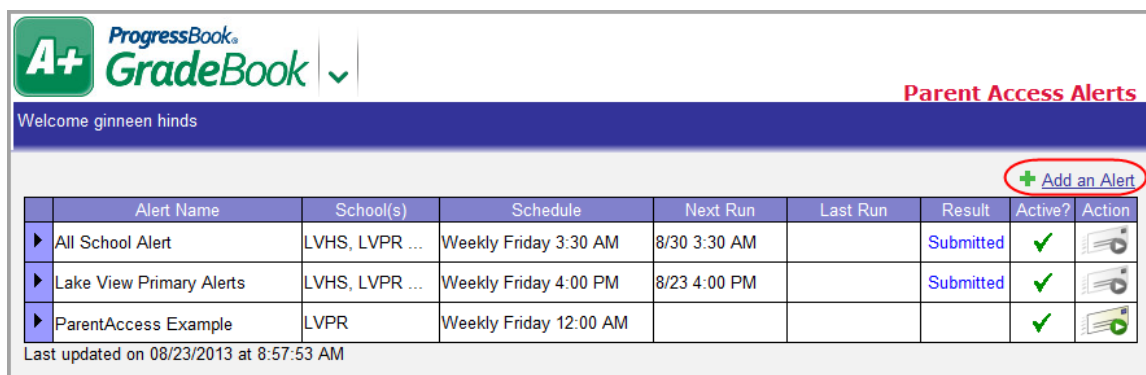 A+ ProgressBook®
GradeBook
Parent Access Alerts
Welcome ginneen hinds
Add an Alert
Alert Name School(s) Schedule Next Run Last Run Result Active? Action
All School Alert LVHS, LVPR ... Weekly Friday 3:30 AM 8/30 3:30 AM Submitted
Lake View Primary Alerts LVHS, LVPR ... Weekly Friday 4:00 PM 8/23 4:00 PM Submitted
ParentAccess Example LVPR Weekly Friday 12:00 AM
Last updated on 08/23/2013 at 8:57:53 AM